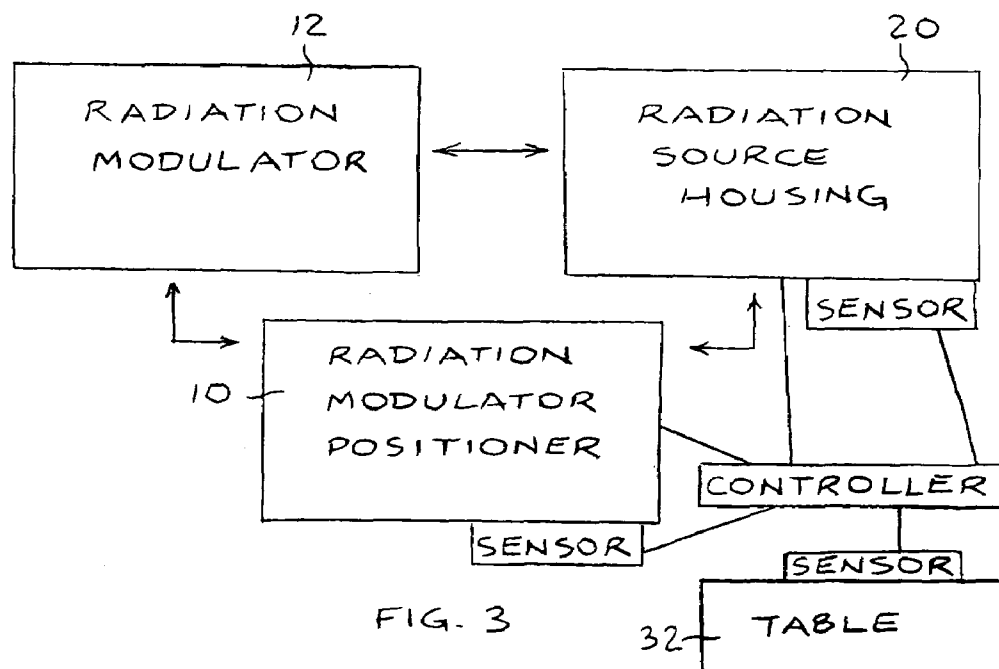 12
20
RADIATION
MODULATOR
RADIATION
SOURCE
HOUSING
SENSOR
10
RADIATION
MODULATOR
POSITIONER
CONTROLLER
SENSOR
SENSOR
FIG. 3
32
TABLE